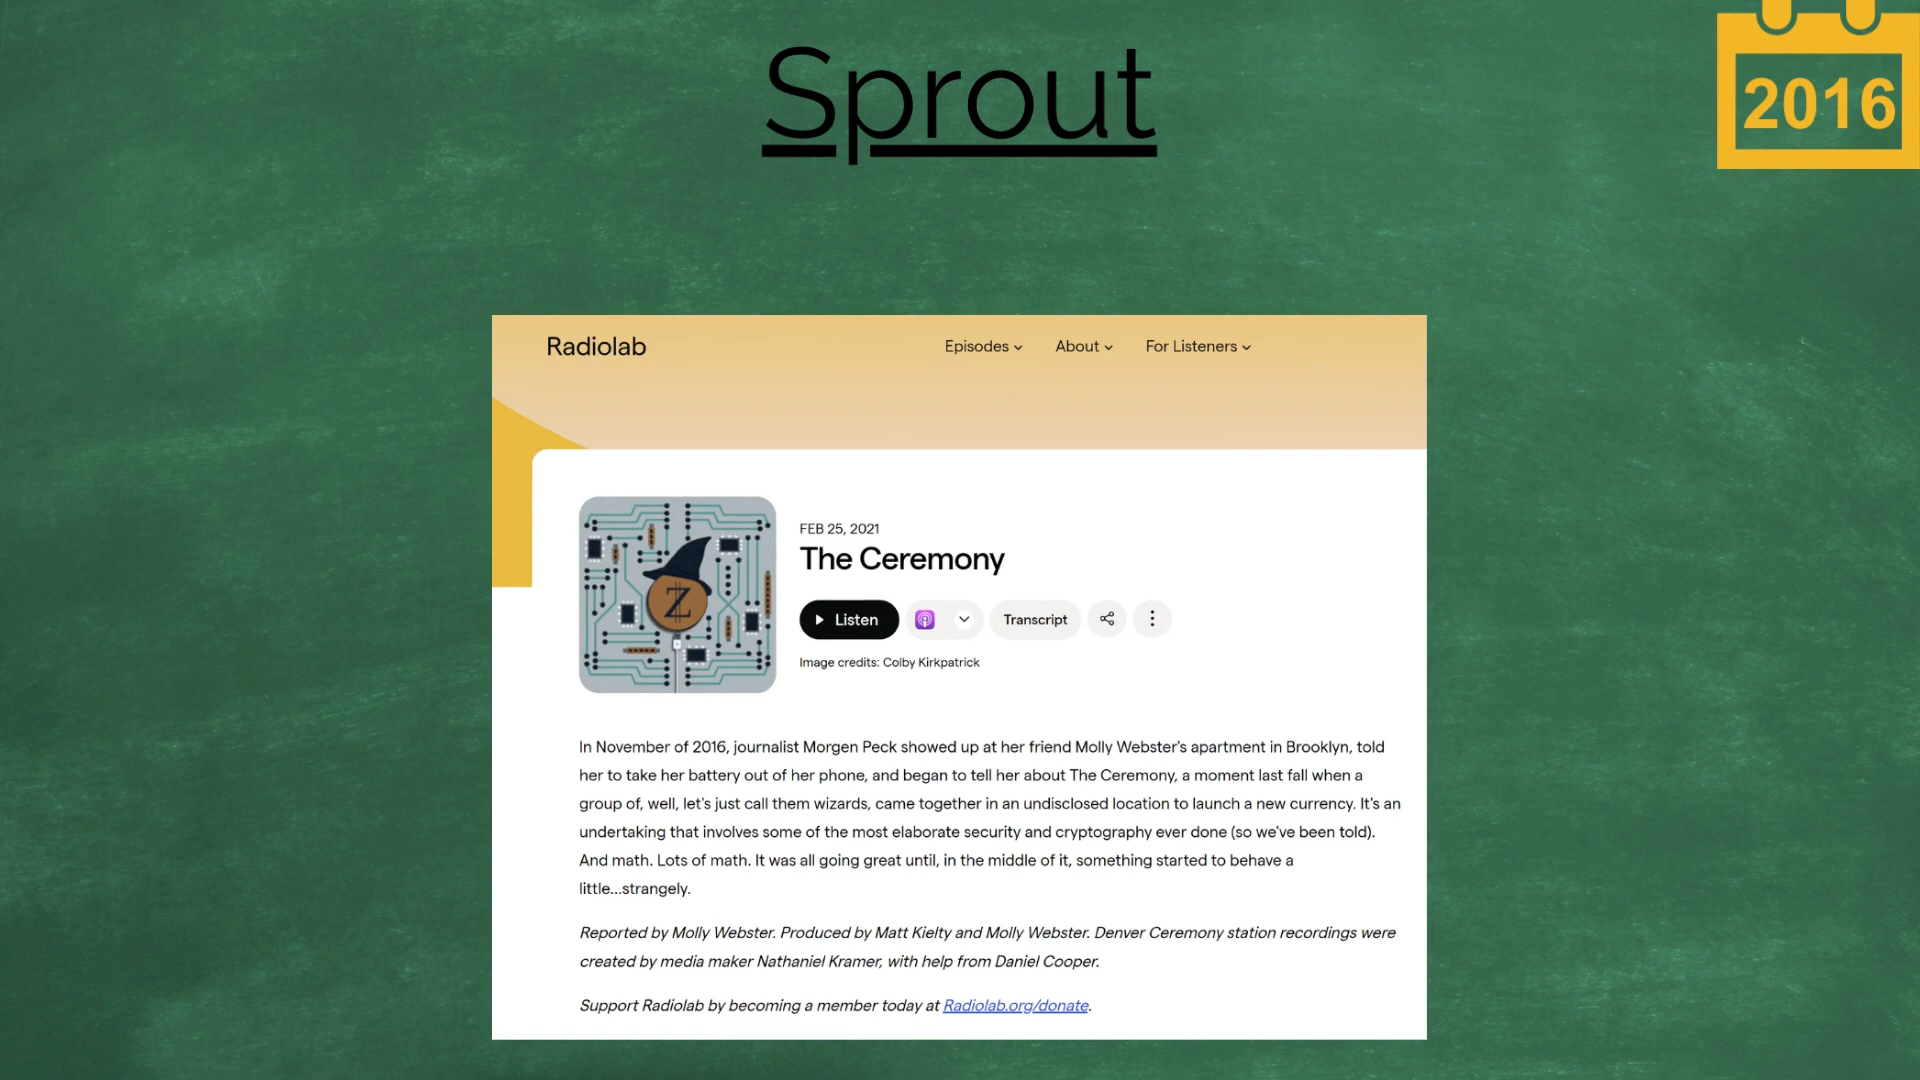 Sprout
2016
Radiolab
Episodes
About
For Listeners
FEB 25, 2021
The Ceremony
Listen
Transcript
Image credits: Colby Kirkpatrick
Z
In November of 2016, journalist Morgen Peck showed up at her friend Molly Webster's apartment in Brooklyn, told
her to take her battery out of her phone, and began to tell her about The Ceremony, a moment last fall when a
group of, well, let's just call them wizards, came together in an undisclosed location to launch a new currency. It's an
undertaking that involves some of the most elaborate security and cryptography ever done (so we've been told).
And math. Lots of math. It was all going great until, in the middle of it, something started to behave a
little...strangely.
Reported by Molly Webster. Produced by Matt Kielty and Molly Webster. Denver Ceremony station recordings were
created by media maker Nathaniel Kramer, with help from Daniel Cooper.
Support Radiolab by becoming a member today at Radiolab.org/donate.